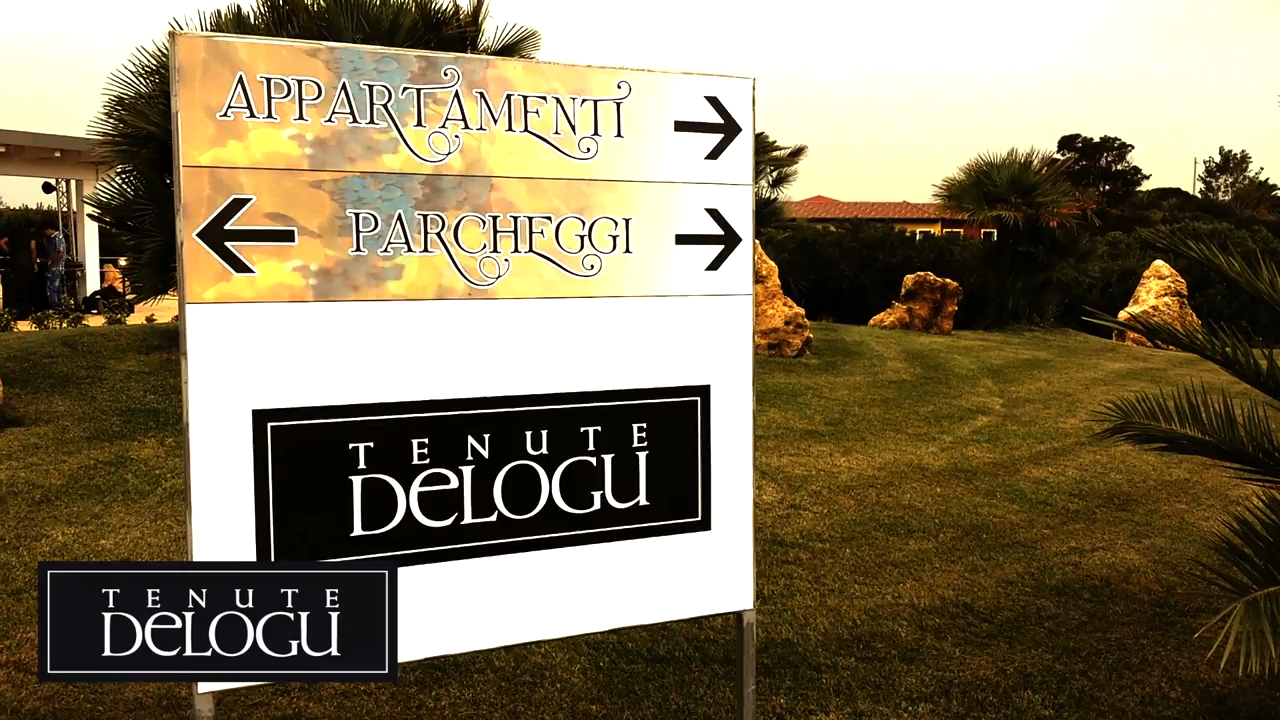 APPARTAMENTI
PARCHEGGI
TENUTE
DELOGU
TENUTE
DELOGU